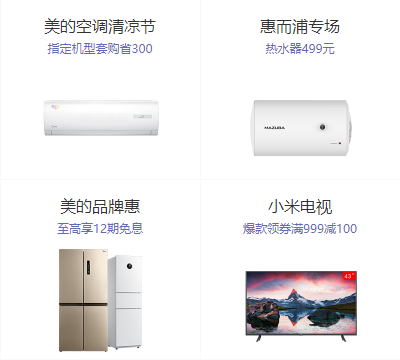 美的空调清凉节
指定机型套购省300
惠而浦专场
热水器499元
MAZUBA
美的品牌惠
至高享12期免息
小米电视
爆款领券满999减100
43"